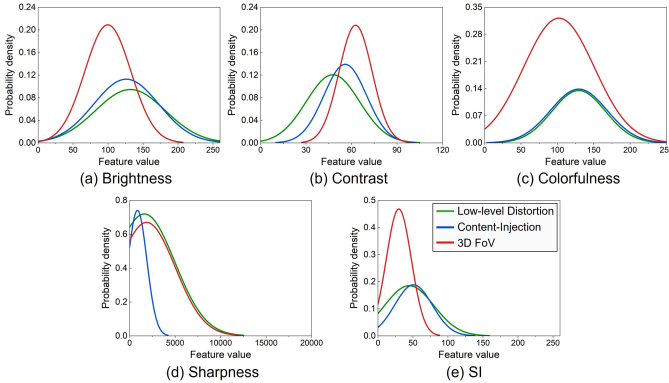 0.24
0.20
0.16
0.12
0.08
0.04
0.00
Probability density
0 50 100 150 200 250
Feature value
(a) Brightness
0.24
0.20
0.16
0.12
0.08
0.04
0.00
Probability density
0 30 60 90 120
Feature value
(b) Contrast
0.35
0.28
0.21
0.14
0.07
0.00
Probability density
0 50 100 150 200 250
Feature value
(c) Colorfulness
0.8
0.6
0.4
0.2
0.0
Probability density
0 5000 10000 15000 20000
Feature value
(d) Sharpness
0.5
0.4
0.3
0.2
0.1
0.0
Probability density
0 50 100 150 200 250
Feature value
(e) SI
Low-level Distortion
Content-Injection
3D FoV